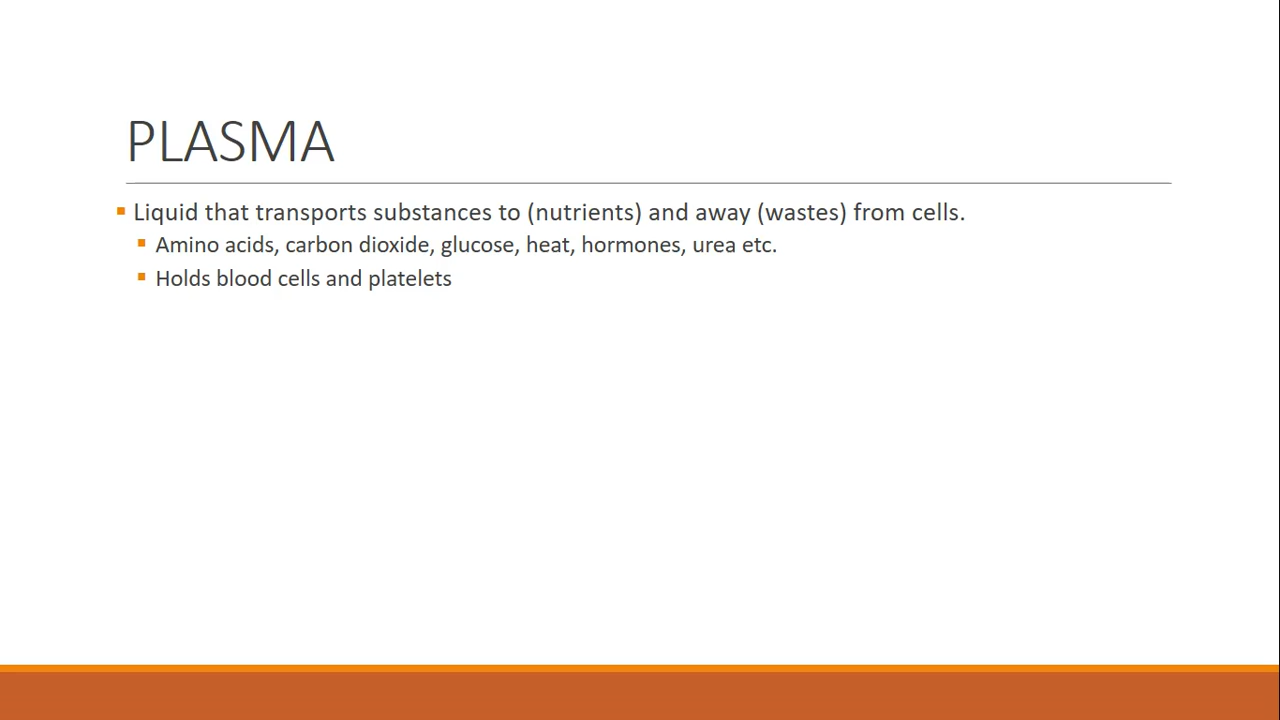 PLASMA
Liquid that transports substances to (nutrients) and away (wastes) from cells.
Amino acids, carbon dioxide, glucose, heat, hormones, urea etc.
Holds blood cells and platelets